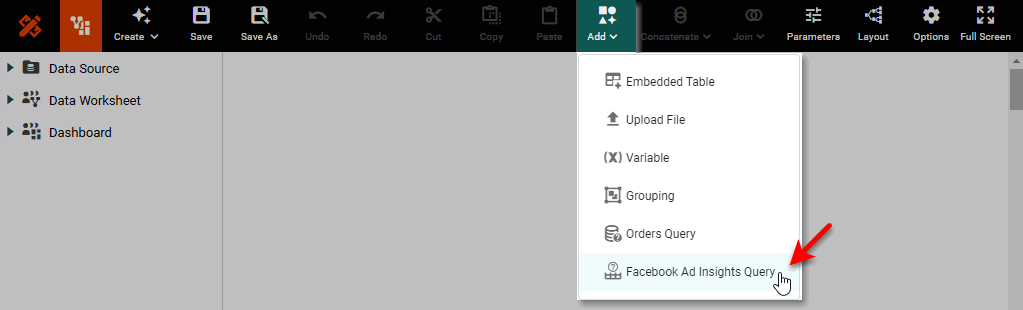 Create Save Save As Undo Redo Cut Copy Paste Add Concatenate Join Parameters Layout Options Full Screen
Data Source
Data Worksheet
Dashboard
Embedded Table
Upload File
(X) Variable
Grouping
Orders Query
Facebook Ad Insights Query